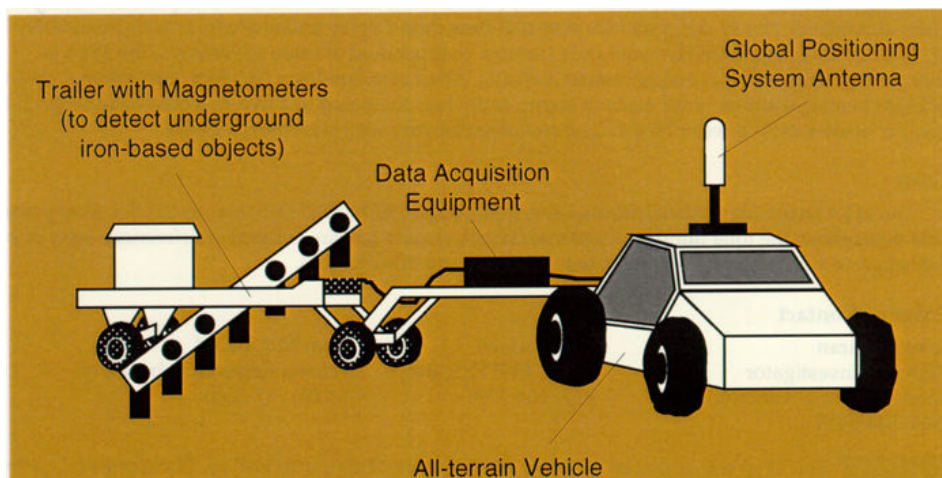 Global Positioning
System Antenna
Trailer with Magnetometers
(to detect underground
iron-based objects)
Data Acquisition
Equipment
All-terrain Vehicle